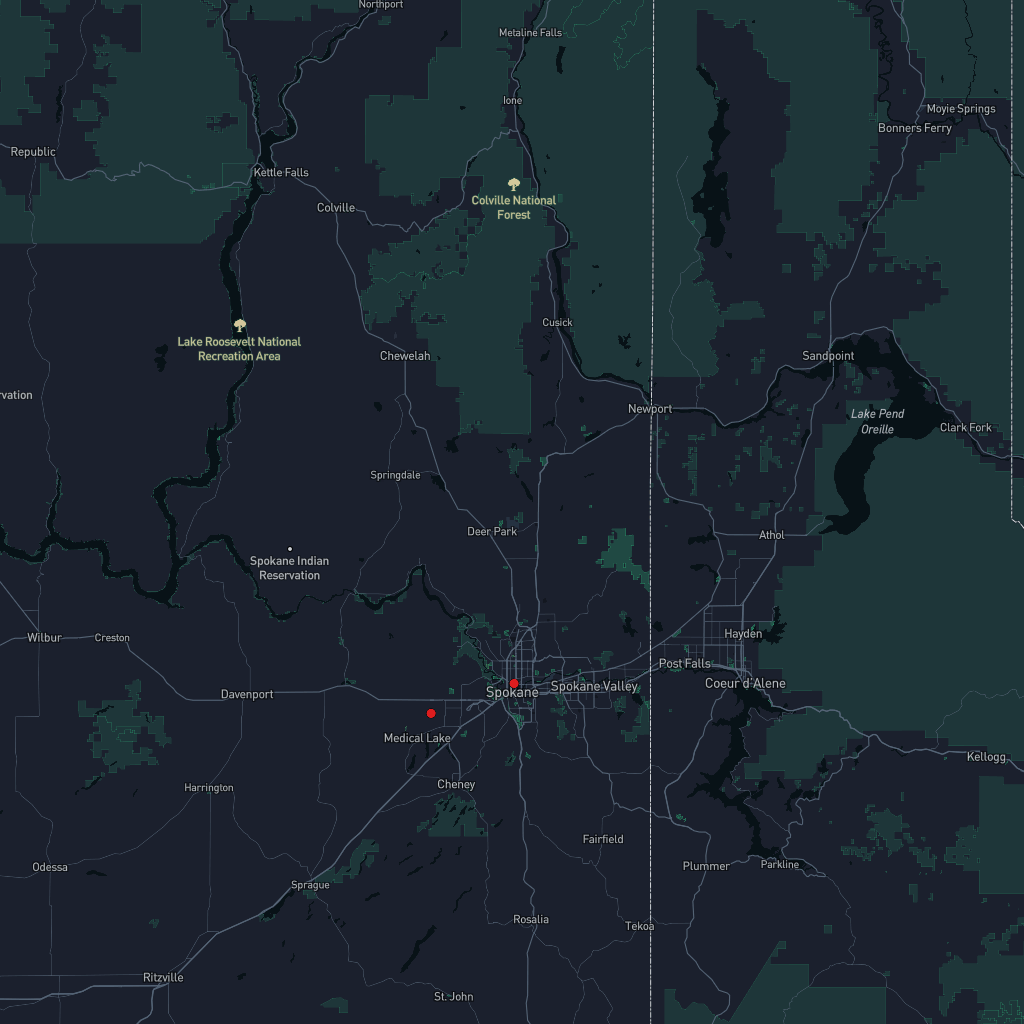 Northport
Metaline Falls
Ione
Moyie Springs
Bonners Ferry
Republic
Kettle Falls
Colville National
Forest
Colville
Cusick
Lake Roosevelt National
Recreation Area
Chewelah
Sandpoint
rvation
Newport
Lake Pend
Oreille
Clark Fork
Springdale
Deer Park
Athol
Spokane Indian
Reservation
Wilbur
Creston
Hayden
Post Falls
Coeur d'Alene
Davenport
Spokane
Spokane Valley
Medical Lake
Kellogg
Cheney
Harrington
Fairfield
Odessa
Plummer
Parkline
Sprague
Rosalia
Tekoa
Ritzville
St. John